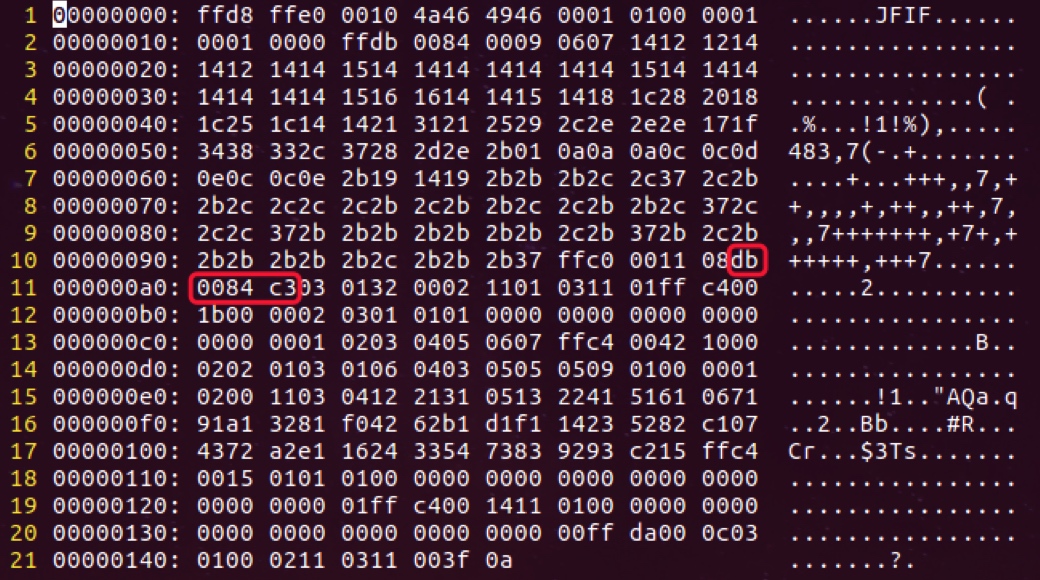 1 00000000: ffd8 ffe0 0010 4a46 4946 0001 0100 0001 ......JFIF......
2 00000010: 0001 0000 ffdb 0084 0009 0607 1412 1214 ................
3 00000020: 1412 1414 1514 1414 1414 1414 1514 1414 ................
4 00000030: 1414 1414 1516 1614 1415 1418 1c28 2018 .............( .
5 00000040: 1c25 1c14 1421 3121 2529 2c2e 2e2e 171f .%...!1!%),.....
6 00000050: 3438 332c 3728 2d2e 2b01 0a0a 0a0c 0c0d 483,7(-.+.......
7 00000060: 0e0c 0c0e 2b19 1419 2b2b 2b2c 2c37 2c2b ....+...+++,,7,+
8 00000070: 2b2c 2c2c 2c2b 2c2b 2b2c 2c2b 2b2c 372c +,,,,+,++,,++,7,
9 00000080: 2c2c 372b 2b2b 2b2b 2b2b 2c2b 372b 2c2b ,,7+++++++,+7+,+
10 00000090: 2b2b 2b2b 2b2c 2b2b 2b37 ffc0 0011 08db +++++,+++7......
11 000000a0: 0084 c303 0132 0002 1101 0311 01ff c400 .....2..........
12 000000b0: 1b00 0002 0301 0101 0000 0000 0000 0000 ................
13 000000c0: 0000 0001 0203 0405 0607 ffc4 0042 1000 .............B..
14 000000d0: 0202 0103 0106 0403 0505 0509 0100 0001 ................
15 000000e0: 0200 1103 0412 2131 0513 2241 5161 0671 ......!1.."AQa.q
16 000000f0: 91a1 3281 f042 62b1 d1f1 1423 5282 c107 ..2..Bb....#R...
17 00000100: 4372 a2e1 1624 3354 7383 9293 c215 ffc4 Cr...$3Ts.......
18 00000110: 0015 0101 0100 0000 0000 0000 0000 0000 ................
19 00000120: 0000 0000 01ff c400 1411 0100 0000 0000 ................
20 00000130: 0000 0000 0000 0000 0000 00ff da00 0c03 ................
21 00000140: 0100 0211 0311 003f 0a .......?.